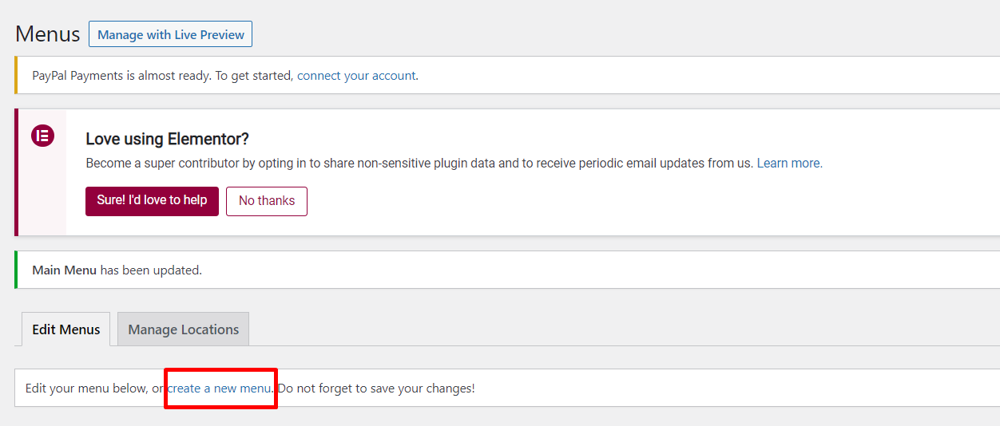 Menus Manage with Live Preview
PayPal Payments is almost ready. To get started, connect your account.
Love using Elementor?
Become a super contributor by opting in to share non-sensitive plugin data and to receive periodic email updates from us. Learn more.
Sure! I'd love to help No thanks
Main Menu has been updated.
Edit Menus Manage Locations
Edit your menu below, or create a new menu. Do not forget to save your changes!